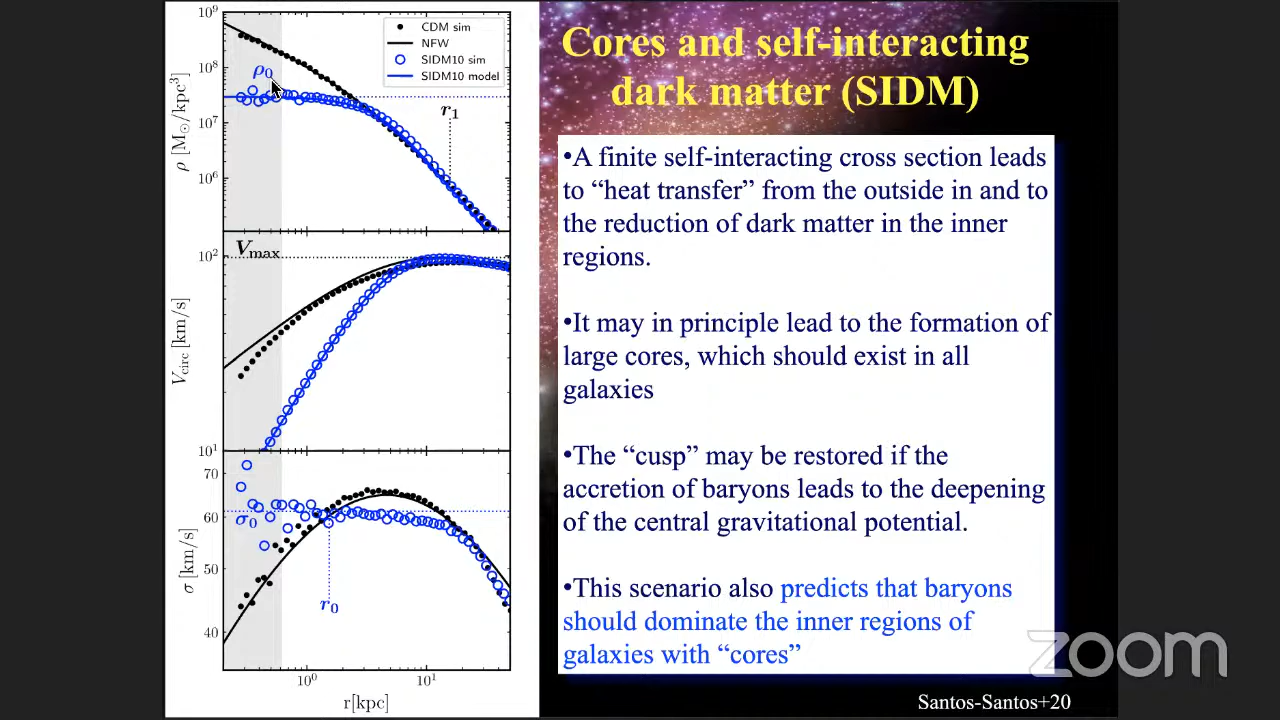 Cores and self-interacting
dark matter (SIDM)
•A finite self-interacting cross section leads
to “heat transfer” from the outside in and to
the reduction of dark matter in the inner
regions.
•It may in principle lead to the formation of
large cores, which should exist in all
galaxies
•The “cusp” may be restored if the
accretion of baryons leads to the deepening
of the central gravitational potential.
•This scenario also predicts that baryons
should dominate the inner regions of
galaxies with “cores”
Santos-Santos+20
zoom
CDM sim
NFW
SIDM10 sim
SIDM10 model
10⁹
10⁸
10⁷
10⁶
ρ [M⊙/kpc³]
ρ₀
r₁
10²
10¹
Vcirc [km/s]
Vmax
70
60
50
40
σ [km/s]
σ₀
r₀
10⁰
10¹
r[kpc]